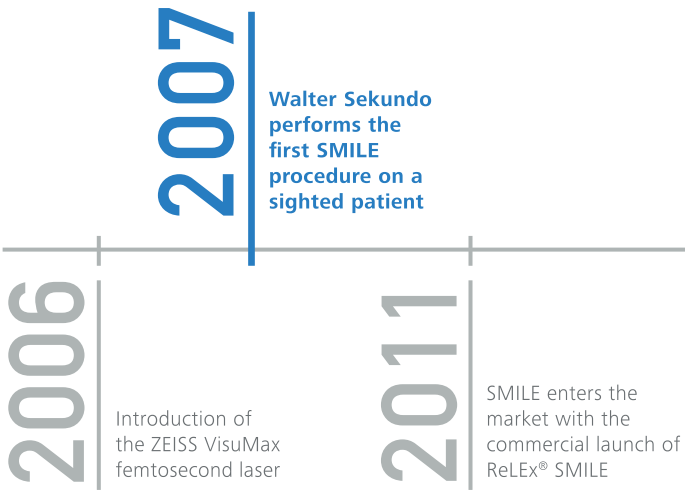 2007
Walter Sekundo
performs the
first SMILE
procedure on a
sighted patient
2006
Introduction of
the ZEISS VisuMax
femtosecond laser
2011
SMILE enters the
market with the
commercial launch of
ReLEx® SMILE